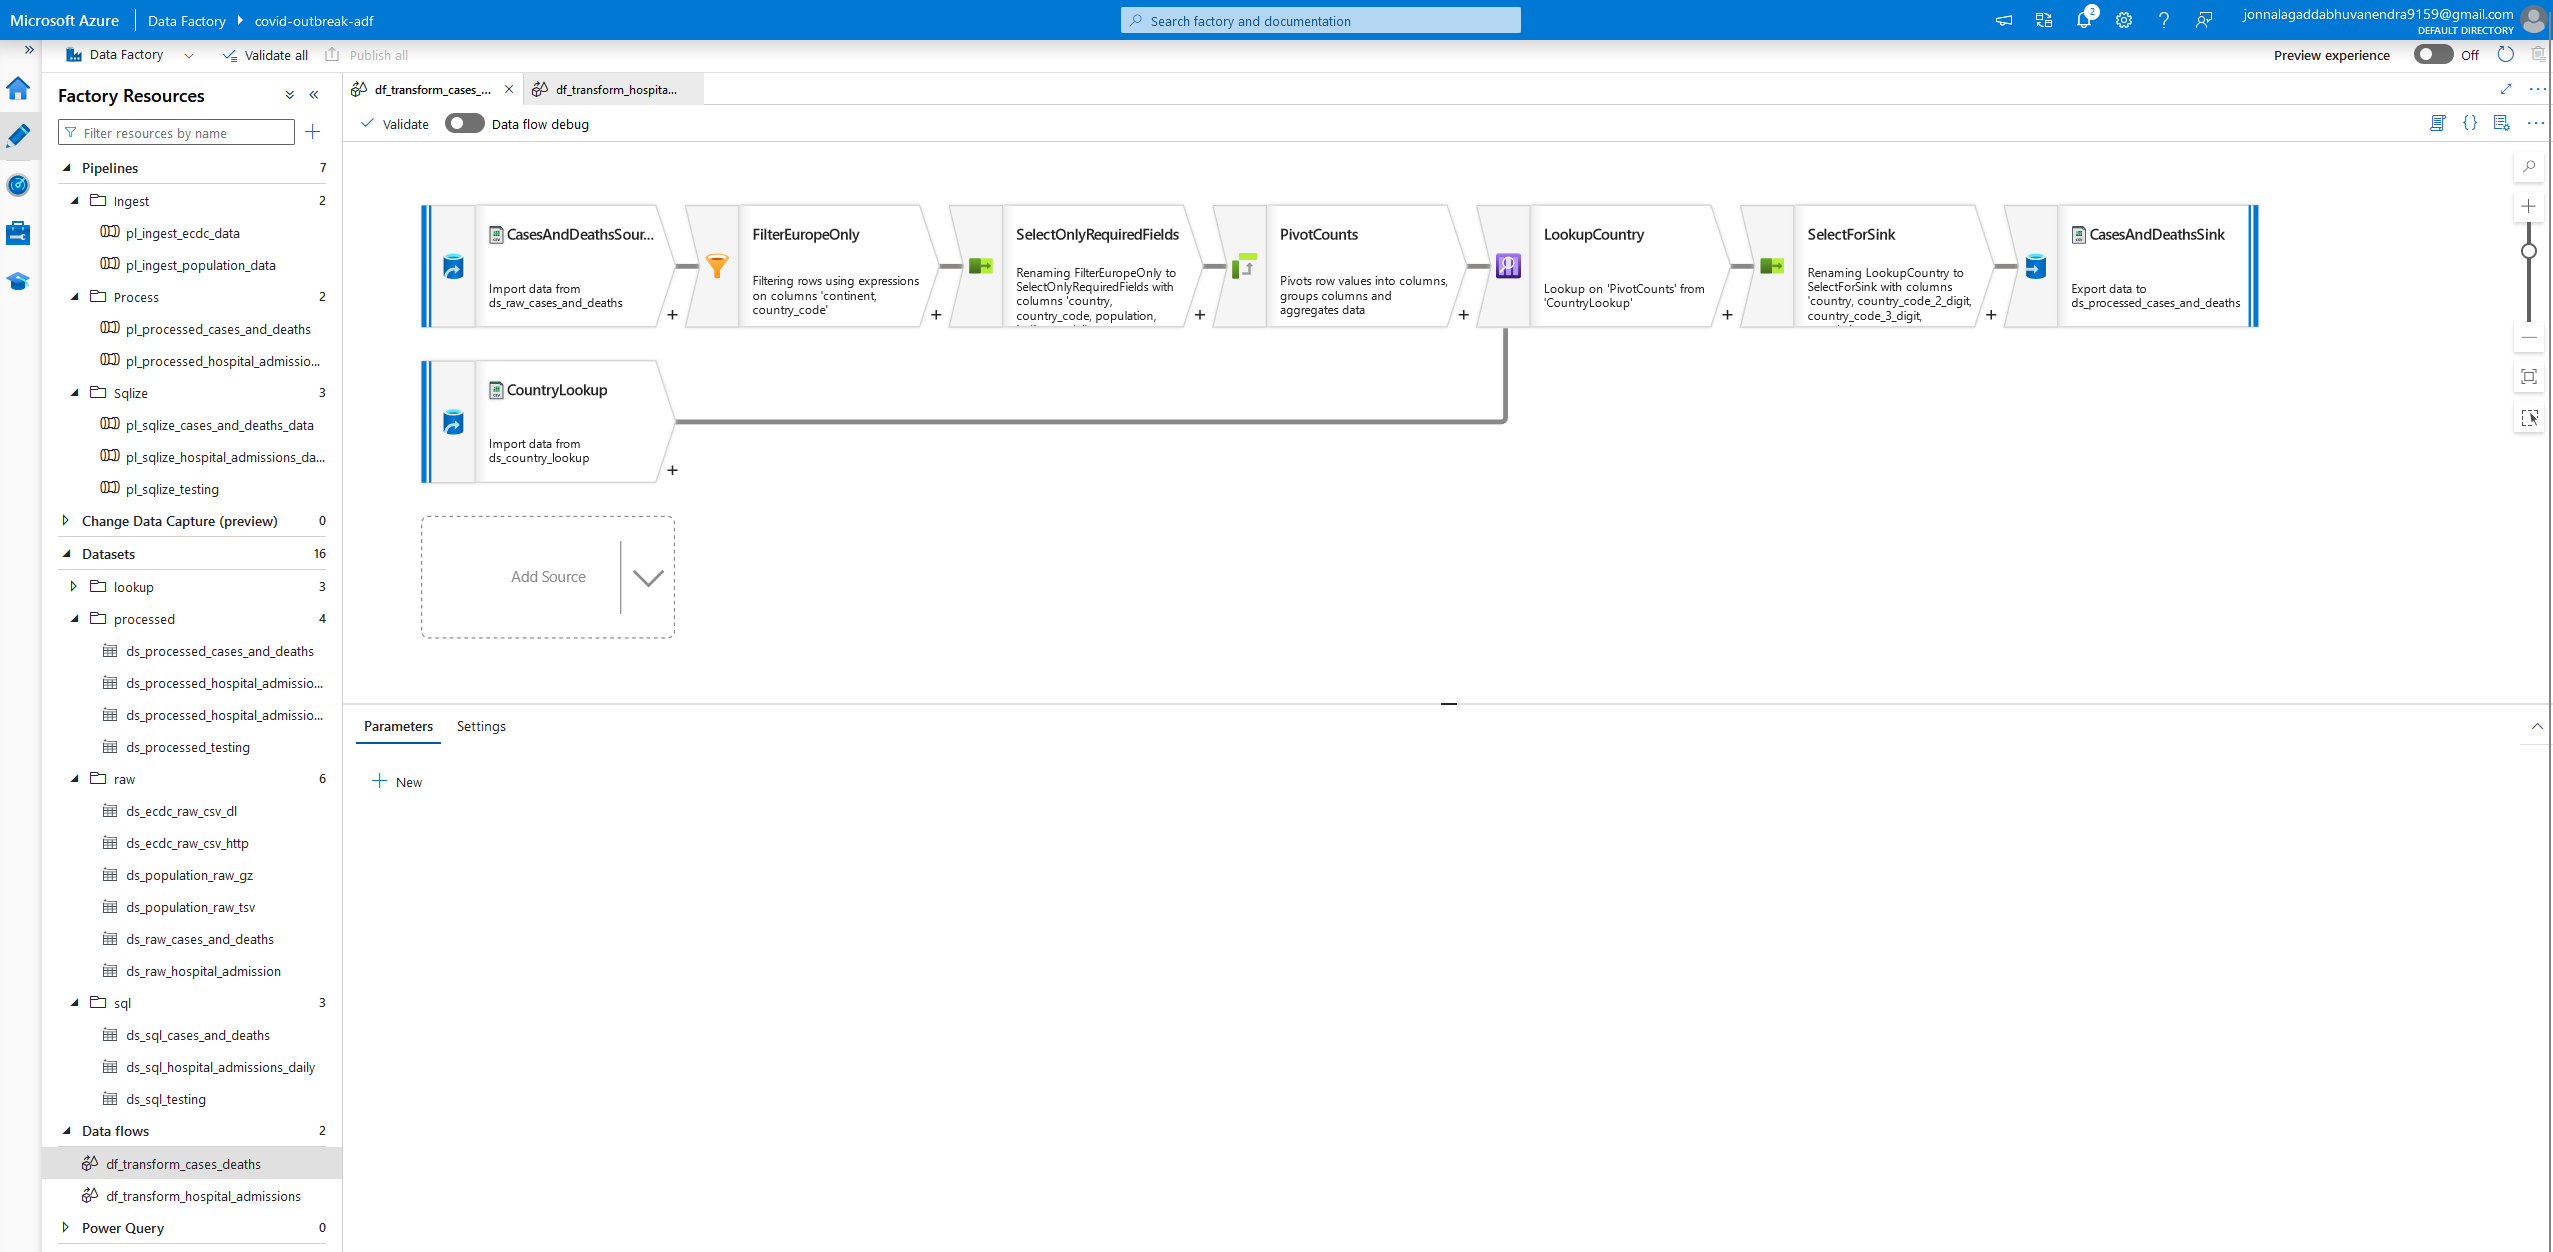 Microsoft Azure
Data Factory
covid-outbreak-adf
Search factory and documentation
2
jonnalagaddabhuvanendra9159@gmail.com
DEFAULT DIRECTORY
Data Factory
Validate all
Publish all
Preview experience
Off
Factory Resources
Filter resources by name
Pipelines 7
Ingest 2
pl_ingest_ecdc_data
pl_ingest_population_data
Process 2
pl_processed_cases_and_deaths
pl_processed_hospital_admissio...
Sqlize 3
pl_sqlize_cases_and_deaths_data
pl_sqlize_hospital_admissions_da...
pl_sqlize_testing
Change Data Capture (preview) 0
Datasets 16
lookup 3
processed 4
ds_processed_cases_and_deaths
ds_processed_hospital_admissio...
ds_processed_hospital_admissio...
ds_processed_testing
raw 6
ds_ecdc_raw_csv_dl
ds_ecdc_raw_csv_http
ds_population_raw_gz
ds_population_raw_tsv
ds_raw_cases_and_deaths
ds_raw_hospital_admission
sql 3
ds_sql_cases_and_deaths
ds_sql_hospital_admissions_daily
ds_sql_testing
Data flows 2
df_transform_cases_deaths
df_transform_hospital_admissions
Power Query 0
df_transform_cases_...
df_transform_hospita...
Validate
Data flow debug
CasesAndDeathsSour...
Import data from
ds_raw_cases_and_deaths
FilterEuropeOnly
Filtering rows using expressions
on columns 'continent,
country_code'
SelectOnlyRequiredFields
Renaming FilterEuropeOnly to
SelectOnlyRequiredFields with
columns 'country,
country_code, population,
PivotCounts
Pivots row values into columns,
groups columns and
aggregates data
LookupCountry
Lookup on 'PivotCounts' from
'CountryLookup'
SelectForSink
Renaming LookupCountry to
SelectForSink with columns
'country, country_code_2_digit,
country_code_3_digit,
CasesAndDeathsSink
Export data to
ds_processed_cases_and_deaths
CountryLookup
Import data from
ds_country_lookup
Add Source
Parameters
Settings
New